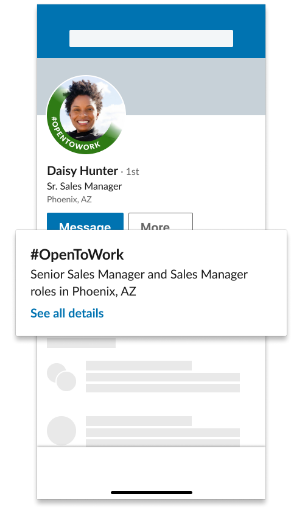 #OPENTOWORK
Daisy Hunter · 1st
Sr. Sales Manager
Phoenix, AZ
Message More
#OpenToWork
Senior Sales Manager and Sales Manager
roles in Phoenix, AZ
See all details